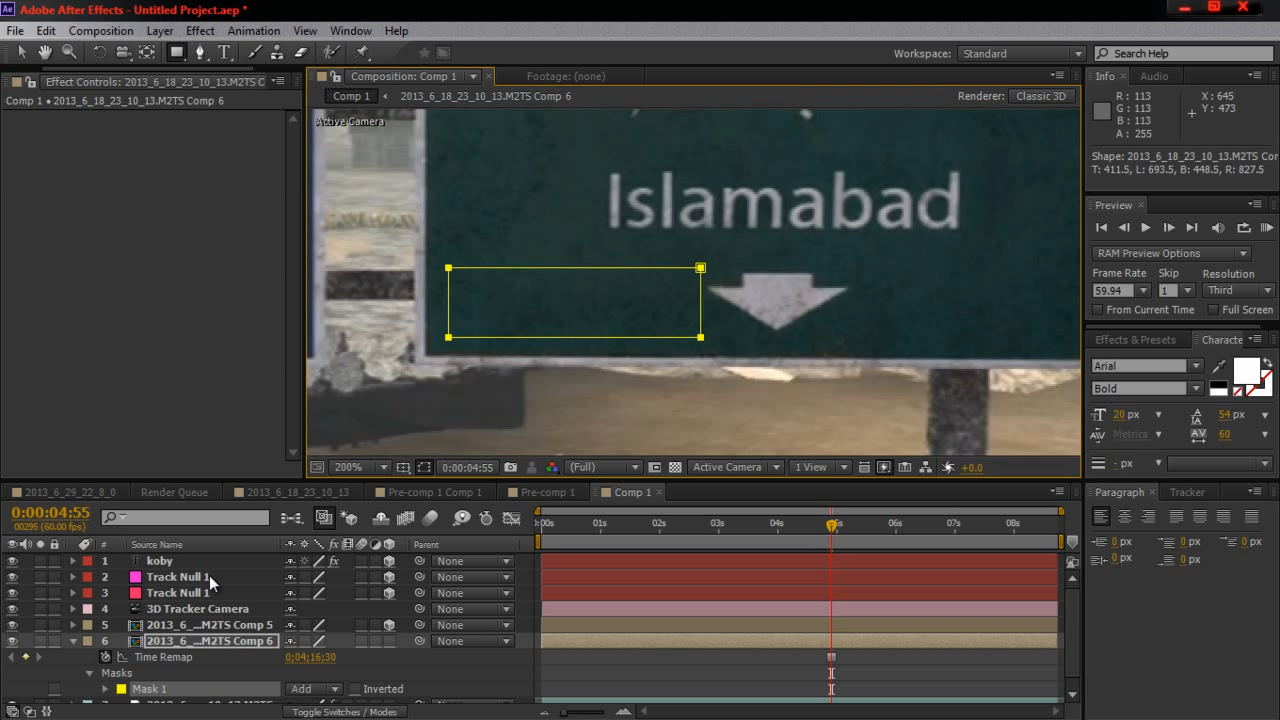 Adobe After Effects - Untitled Project.aep *
File Edit Composition Layer Effect Animation View Window Help
Workspace: Standard Search Help
Effect Controls: 2013_6_18_23_10_13.M2TS C
Composition: Comp 1 Footage: (none)
Info Audio
Comp 1 • 2013_6_18_23_10_13.M2TS Comp 6
Comp 1 2013_6_18_23_10_13.M2TS Comp 6 Renderer: Classic 3D
Active Camera
Islamabad
R: 113 X: 645
G: 113 Y: 473
B: 113
A: 255
Shape: 2013_6_18_23_10_13.M2TS Cor
T: 411.5, L: 693.5, B: 448.5, R: 827.5
Preview
RAM Preview Options
Frame Rate Skip Resolution
59.94 1 Third
From Current Time Full Screen
Effects & Presets Characte
Arial
Bold
20 px 54 px
Metrics 60
- px
200% 0:00:04:55 (Full) Active Camera 1 View +0.0
2013_6_29_22_8_0 Render Queue 2013_6_18_23_10_13 Pre-comp 1 Comp 1 Pre-comp 1 Comp 1
Paragraph Tracker
0:00:04:55
00295 (60.00 fps)
:00s 01s 02s 03s 04s 05s 06s 07s 08s
# Source Name fx Parent
1 T koby fx None
2 Track Null 1 None
3 Track Null 1 None
4 3D Tracker Camera None
5 2013_6_...M2TS Comp 5 None
6 2013_6_...M2TS Comp 6 None
Time Remap 0;04;16;30
Masks
Mask 1 Add Inverted
Toggle Switches / Modes
0 px 0 px 0 px
0 px 0 px